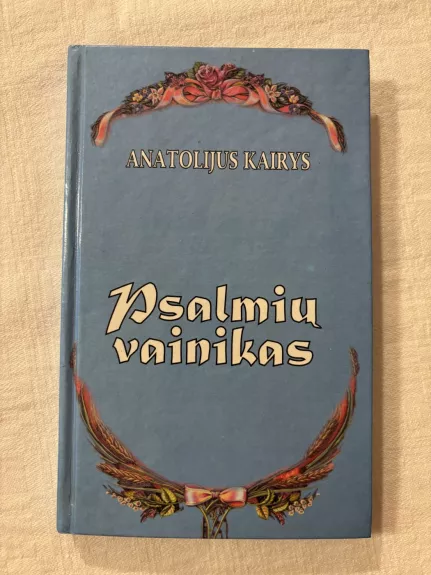 ANATOLIJUS KAIRYS
Psalmių
vainikas